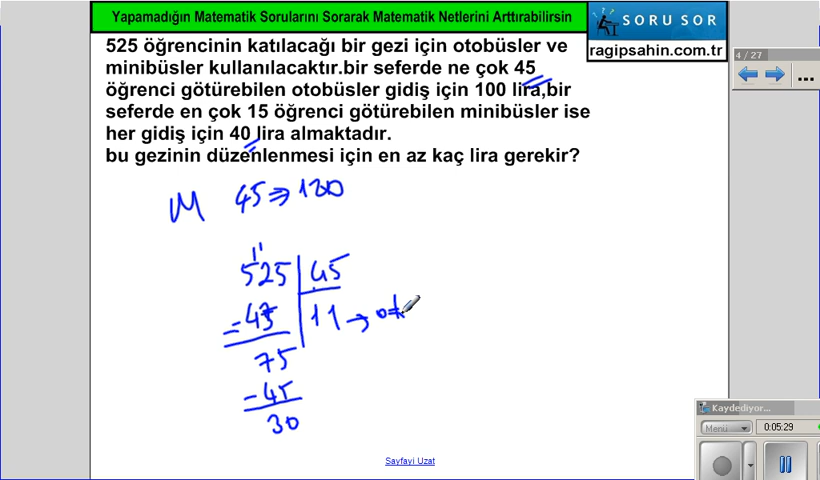 Yapamadığın Matematik Sorularını Sorarak Matematik Netlerini Arttırabilirsin
SORU SOR
ragipsahin.com.tr
4 / 27
...
525 öğrencinin katılacağı bir gezi için otobüsler ve
minibüsler kullanılacaktır.bir seferde ne çok 45
öğrenci götürebilen otobüsler gidiş için 100 lira,bir
seferde en çok 15 öğrenci götürebilen minibüsler ise
her gidiş için 40 lira almaktadır.
bu gezinin düzenlenmesi için en az kaç lira gerekir?
M 45 ⇒ 120
11
525 45
= 45 11 → ot
75
= 45
30
Sayfayi Uzat
Kaydediyor...
Menü 0:05:29